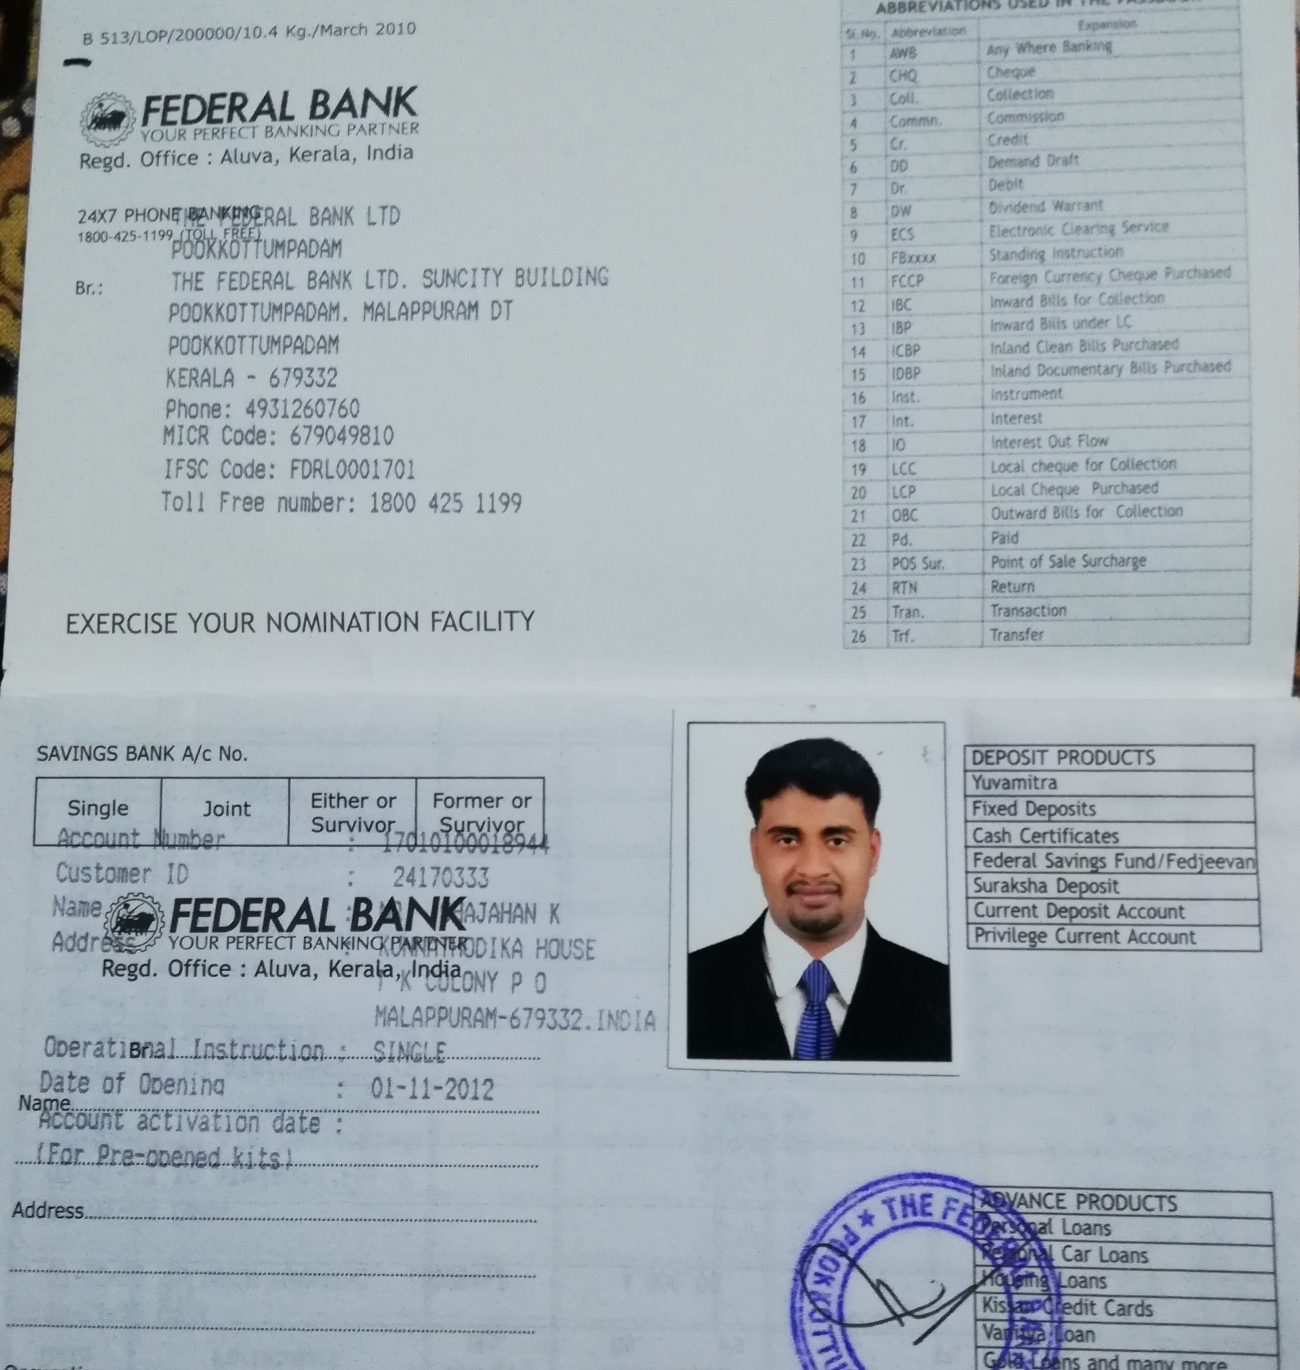 B 513/LOP/200000/10.4 Kg./March 2010
FEDERAL BANK
YOUR PERFECT BANKING PARTNER
Regd. Office : Aluva, Kerala, India
24X7 PHONE BANKING
1800-425-1199 (TOLL FREE)
THE FEDERAL BANK LTD
POOKKOTTUMPADAM
Br.:
THE FEDERAL BANK LTD. SUNCITY BUILDING
POOKKOTTUMPADAM. MALAPPURAM DT
POOKKOTTUMPADAM
KERALA - 679332
Phone: 4931260760
MICR Code: 679049810
IFSC Code: FDRL0001701
Toll Free number: 1800 425 1199
EXERCISE YOUR NOMINATION FACILITY
ABBREVIATIONS USED IN THE
Sl.No. Abbreviation Expansion
1 AWB Any Where Banking
2 CHQ Cheque
3 Coll. Collection
4 Commn. Commission
5 Cr. Credit
6 DD Demand Draft
7 Dr. Debit
8 DW Dividend Warrant
9 ECS Electronic Clearing Service
10 FBxxxx Standing Instruction
11 FCCP Foreign Currency Cheque Purchased
12 IBC Inward Bills for Collection
13 IBP Inward Bills under LC
14 ICBP Inland Clean Bills Purchased
15 IDBP Inland Documentary Bills Purchased
16 Inst. Instrument
17 Int. Interest
18 IO Interest Out Flow
19 LCC Local cheque for Collection
20 LCP Local Cheque Purchased
21 OBC Outward Bills for Collection
22 Pd. Paid
23 POS Sur. Point of Sale Surcharge
24 RTN Return
25 Tran. Transaction
26 Trf. Transfer
SAVINGS BANK A/c No.
Single Joint Either or Survivor Former or Survivor
Account Number : 17010100018944
Customer ID : 24170333
Name : HAJAHAN K
FEDERAL BANK
YOUR PERFECT BANKING PARTNER
Address : HOUSE
Regd. Office : Aluva, Kerala, India
COLONY P O
MALAPPURAM-679332.INDIA
Br.
Operational Instruction : SINGLE
Date of Opening : 01-11-2012
Name
Account activation date :
(For Pre-opened kits)
Address
DEPOSIT PRODUCTS
Yuvamitra
Fixed Deposits
Cash Certificates
Federal Savings Fund/Fedjeevan
Suraksha Deposit
Current Deposit Account
Privilege Current Account
ADVANCE PRODUCTS
Personal Loans
Personal Car Loans
Housing Loans
Kissan Credit Cards
Vanijya Loan
Gold Loans and many more
★ THE FEDERAL